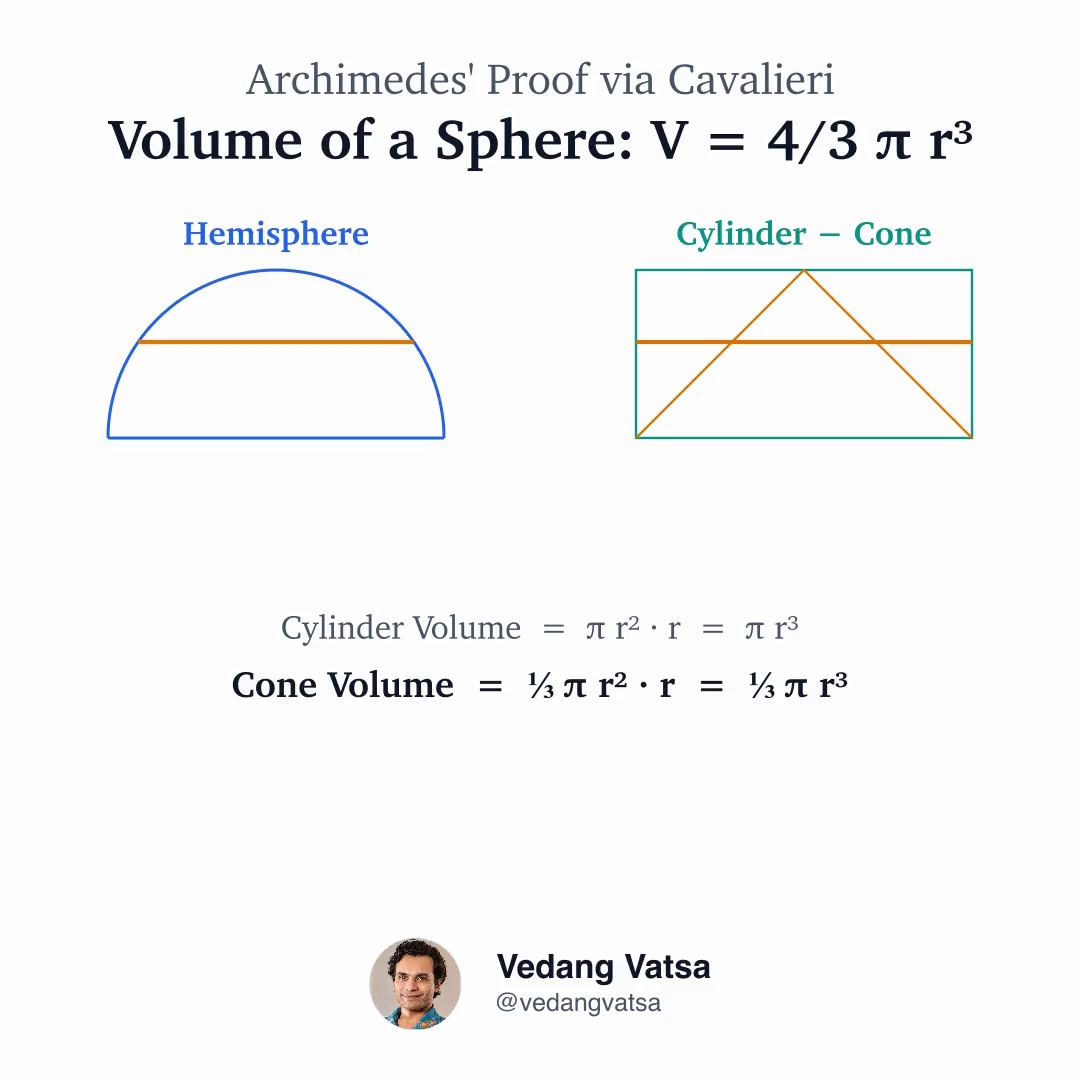 Archimedes' Proof via Cavalieri
Volume of a Sphere: V = 4/3 π r³
Hemisphere
Cylinder − Cone
Cylinder Volume = π r² · r = π r³
Cone Volume = ⅓ π r² · r = ⅓ π r³
Vedang Vatsa
@vedangvatsa